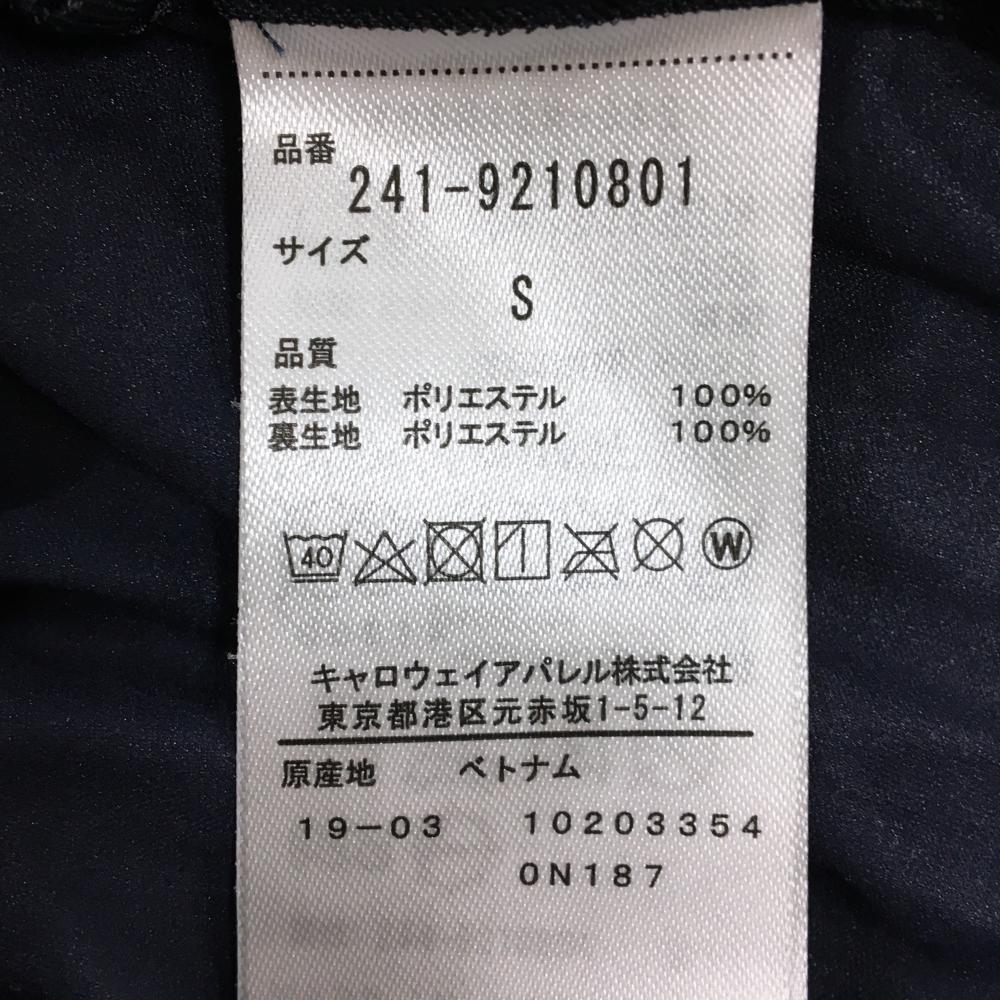 品番
241-9210801
サイズ
S
品質
表生地 ポリエステル 100%
裏生地 ポリエステル 100%
40 W
キャロウェイアパレル株式会社
東京都港区元赤坂1-5-12
原産地 ベトナム
19-03 10203354
0N187